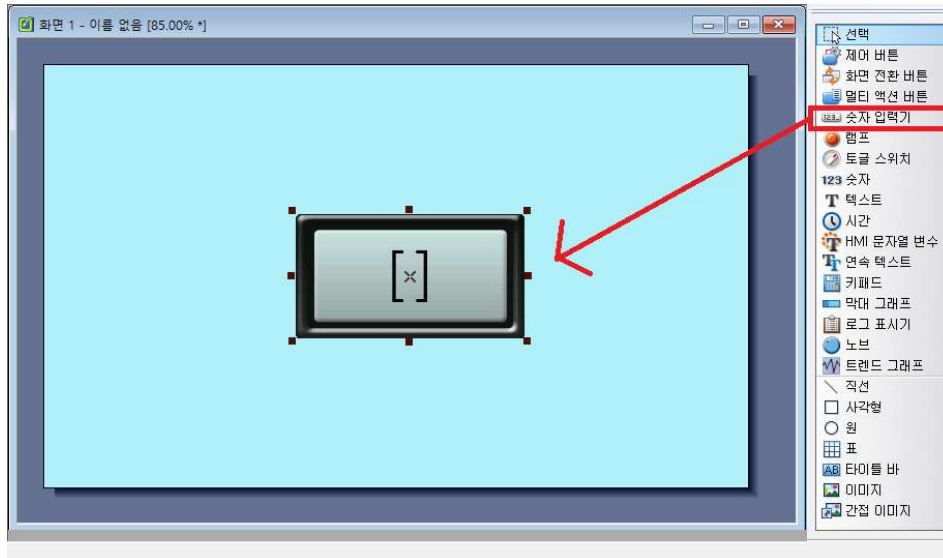 화면 1 - 이름 없음 [85.00% *]
[ ]
선택
제어 버튼
화면 전환 버튼
멀티 액션 버튼
숫자 입력기
램프
토글 스위치
123 숫자
T 텍스트
시간
HMI 문자열 변수
연속 텍스트
키패드
막대 그래프
로그 표시기
노브
트렌드 그래프
직선
사각형
원
표
AB 타이틀 바
이미지
간접 이미지